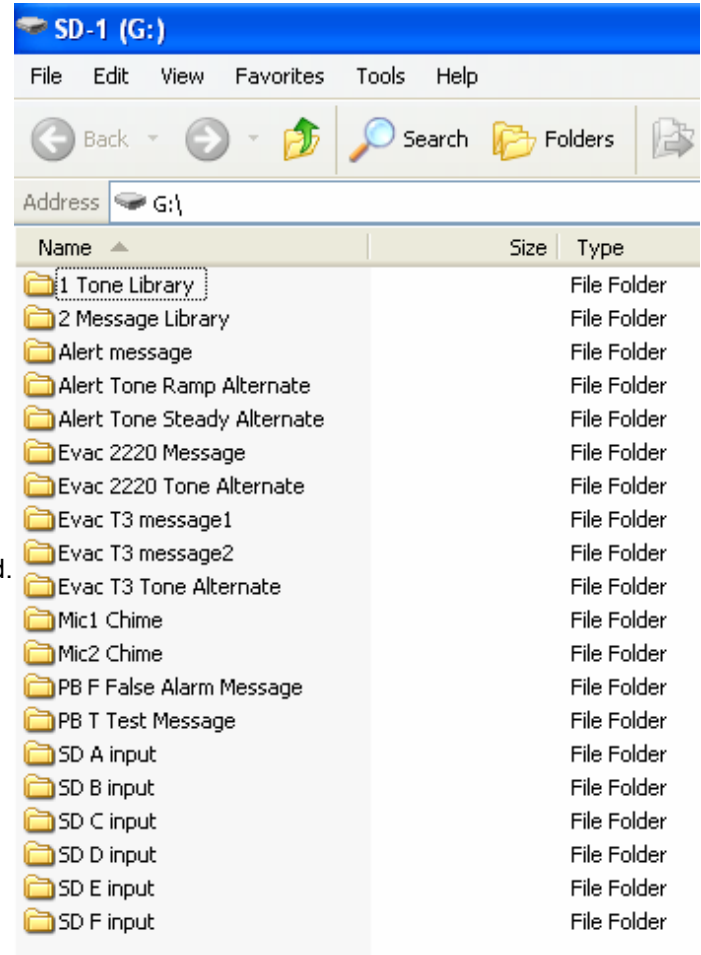 SD-1 (G:)
File Edit View Favorites Tools Help
Back Search Folders
Address G:\
Name Size Type
1 Tone Library File Folder
2 Message Library File Folder
Alert message File Folder
Alert Tone Ramp Alternate File Folder
Alert Tone Steady Alternate File Folder
Evac 2220 Message File Folder
Evac 2220 Tone Alternate File Folder
Evac T3 message1 File Folder
Evac T3 message2 File Folder
Evac T3 Tone Alternate File Folder
Mic1 Chime File Folder
Mic2 Chime File Folder
PB F False Alarm Message File Folder
PB T Test Message File Folder
SD A input File Folder
SD B input File Folder
SD C input File Folder
SD D input File Folder
SD E input File Folder
SD F input File Folder